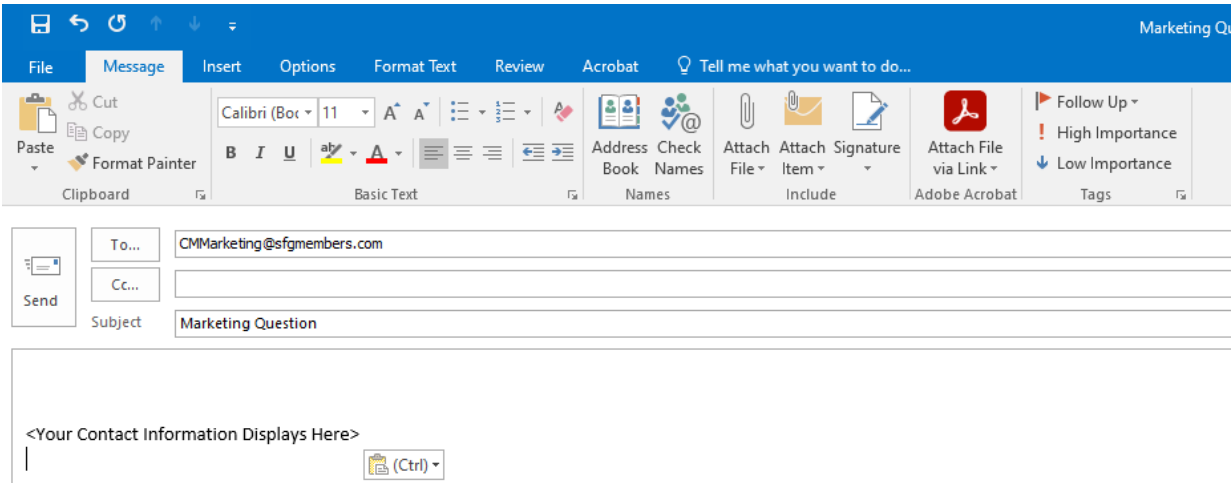 Marketing Qu
File Message Insert Options Format Text Review Acrobat Tell me what you want to do...
Paste
Cut
Copy
Format Painter
Clipboard
Calibri (Boc 11 A A
B I U aby A
Basic Text
Address Book
Check Names
Names
Attach File
Attach Item
Signature
Include
Attach File via Link
Adobe Acrobat
Follow Up
High Importance
Low Importance
Tags
Send
To... CMMarketing@sfgmembers.com
Cc...
Subject Marketing Question
<Your Contact Information Displays Here>
(Ctrl)